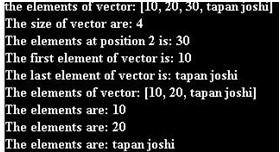 the elements of vector: [10, 20, 30, tapan joshi]
The size of vector are: 4
The elements at position 2 is: 30
The first element of vector is: 10
The last element of vector is: tapan joshi
The elements of vector: [10, 20, tapan joshi]
The elements are: 10
The elements are: 20
The elements are: tapan joshi